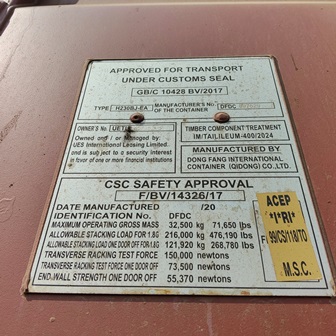 APPROVED FOR TRANSPORT
UNDER CUSTOMS SEAL
GB/C 10428 BV/2017
TYPE H236BJ-EA MANUFACTURER'S No. OF THE CONTAINER DFDC
OWNER'S No. UETU
Owned and / or Managed by:
UES International Leasing Limited.
and is subject to a security interest
in favor of one or more financial institutions
TIMBER COMPONENT TREATMENT
IM/TAILILEUM-400/2024
MANUFACTURED BY
DONG FANG INTERNATIONAL
CONTAINER (QIDONG) CO.,LTD.
CSC SAFETY APPROVAL
F/BV/14326/17
DATE MANUFACTURED /20
IDENTIFICATION No. DFDC
MAXIMUM OPERATING GROSS MASS 32,500 kg 71,650 lbs
ALLOWABLE STACKING LOAD FOR 1.8G 216,000 kg 476,190 lbs
ALLOWABLE STACKING LOAD ONE DOOR OFF FOR 1.8G 121,920 kg 268,780 lbs
TRANSVERSE RACKING TEST FORCE 150,000 newtons
TRANSVERSE RACKING TEST FORCE ONE DOOR OFF 73,500 newtons
END-WALL STRENGTH ONE DOOR OFF 55,370 newtons
ACEP
M.S.C.